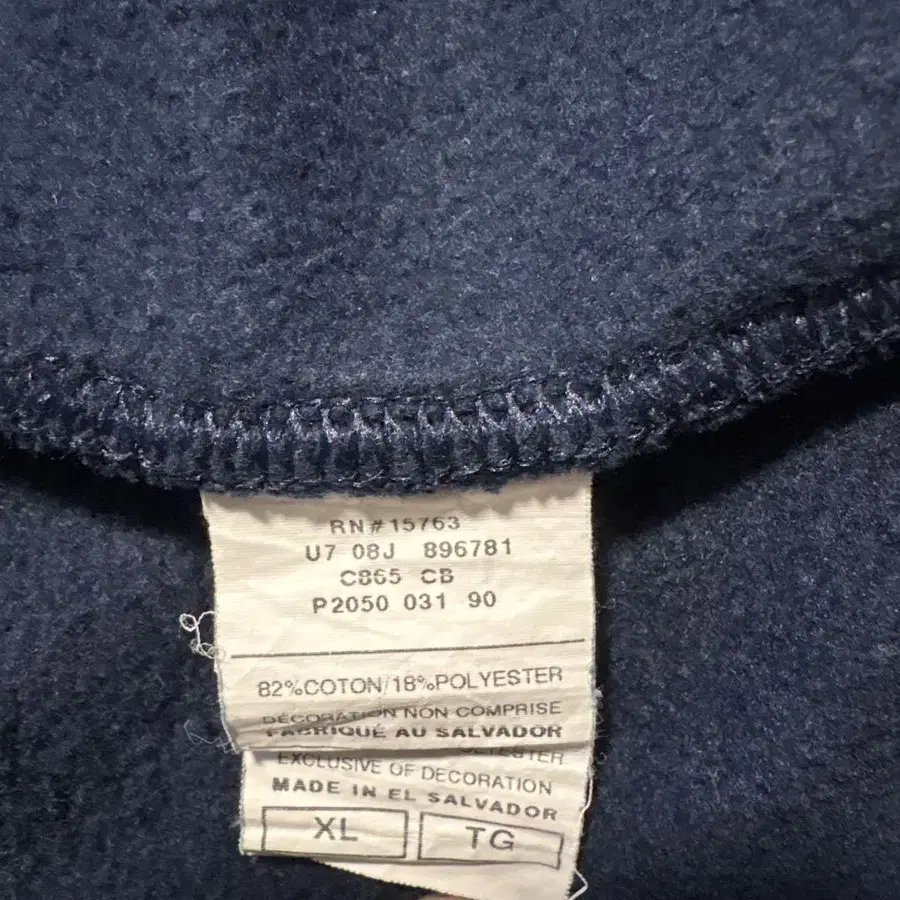 RN#15763
U7 08J 896781
C865 CB
P2050 031 90
82%COTON/18%POLYESTER
DÉCORATION NON COMPRISE
FABRIQUÉ AU SALVADOR
EXCLUSIVE OF DECORATION
MADE IN EL SALVADOR
XL TG